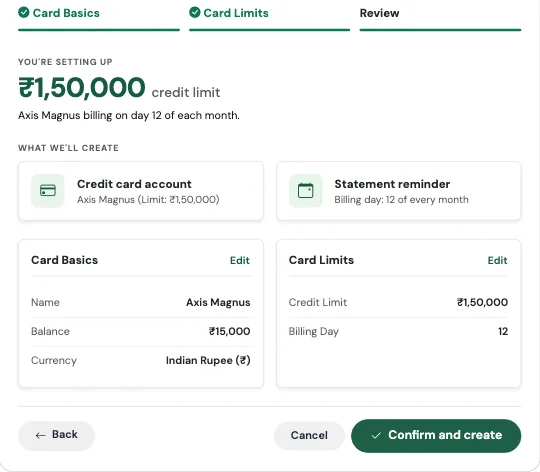 Card Basics
Card Limits
Review
YOU'RE SETTING UP
₹1,50,000 credit limit
Axis Magnus billing on day 12 of each month.
WHAT WE'LL CREATE
Credit card account
Axis Magnus (Limit: ₹1,50,000)
Statement reminder
Billing day: 12 of every month
Card Basics Edit
Name Axis Magnus
Balance ₹15,000
Currency Indian Rupee (₹)
Card Limits Edit
Credit Limit ₹1,50,000
Billing Day 12
← Back
Cancel
Confirm and create